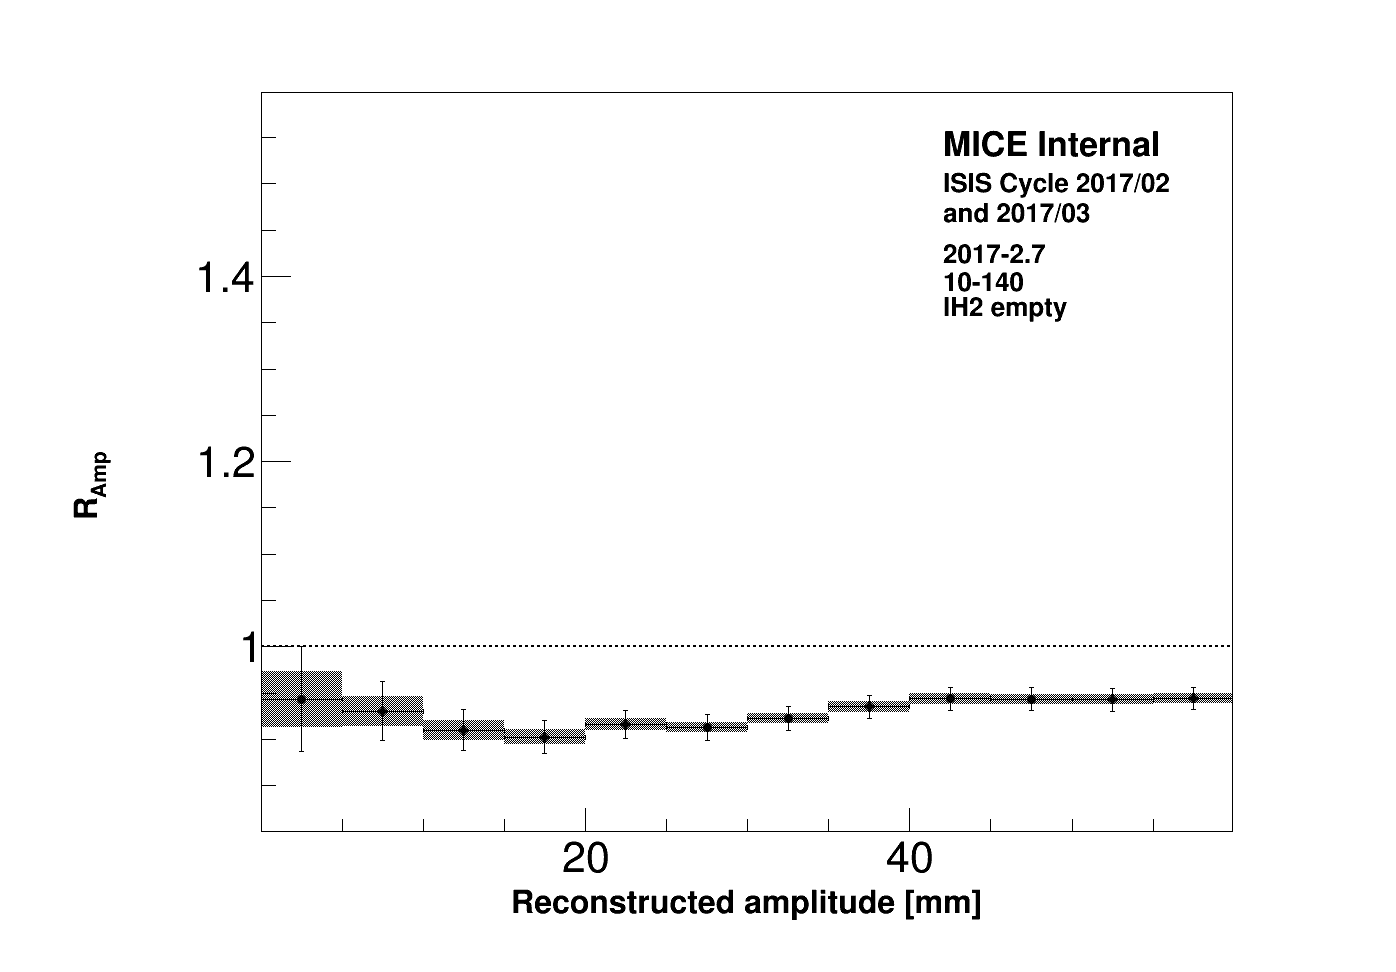 MICE Internal
ISIS Cycle 2017/02
and 2017/03
2017-2.7
10-140
lH2 empty
1.4
1.2
1
R_Amp
20
40
Reconstructed amplitude [mm]